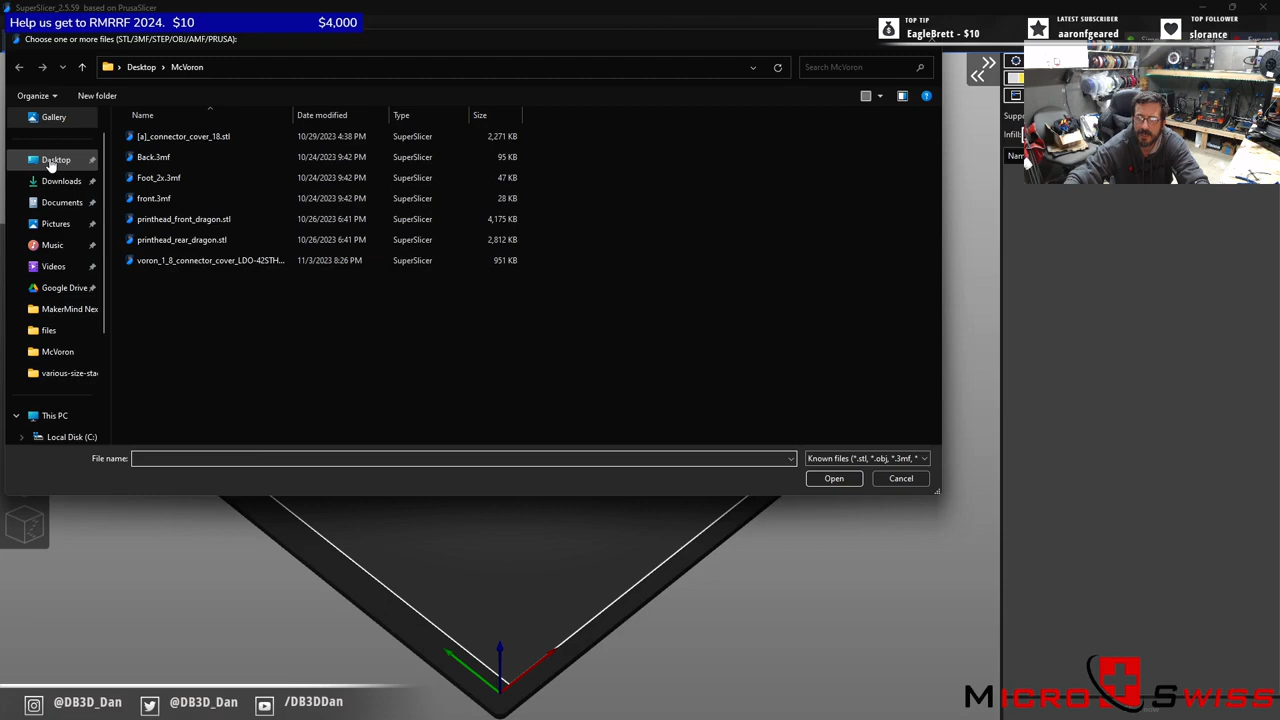 SuperSlicer_2.5.59 based on PrusaSlicer
Help us get to RMRRF 2024. $10 $4,000
TOP TIP
EagleBrett - $10
LATEST SUBSCRIBER
aaronfgeared
TOP FOLLOWER
slorance
Choose one or more files (STL/3MF/STEP/OBJ/AMF/PRUSA):
Desktop > McVoron
Search McVoron
Organize
New folder
Name Date modified Type Size
[a]_connector_cover_18.stl 10/29/2023 4:38 PM SuperSlicer 2,271 KB
Back.3mf 10/24/2023 9:42 PM SuperSlicer 95 KB
Foot_2x.3mf 10/24/2023 9:42 PM SuperSlicer 47 KB
front.3mf 10/24/2023 9:42 PM SuperSlicer 28 KB
printhead_front_dragon.stl 10/26/2023 6:41 PM SuperSlicer 4,175 KB
printhead_rear_dragon.stl 10/26/2023 6:41 PM SuperSlicer 2,812 KB
voron_1_8_connector_cover_LDO-42STH... 11/3/2023 8:26 PM SuperSlicer 951 KB
Gallery
Desktop
Downloads
Documents
Pictures
Music
Videos
Google Drive
MakerMind Nex
files
McVoron
various-size-sta
This PC
Local Disk (C:)
File name:
Known files (*.stl, *.obj, *.3mf, *
Open
Cancel
Supp
Infill:
Nam
@DB3D_Dan
@DB3D_Dan
/DB3DDan
MICRO SWISS